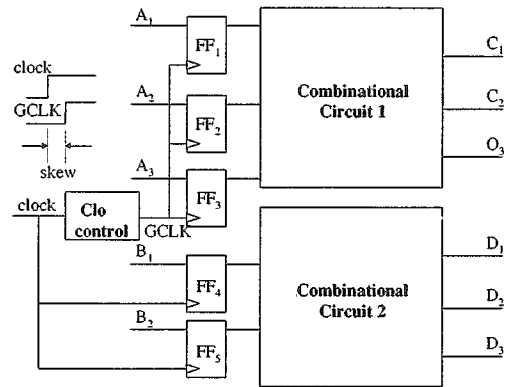 A1
FF1
clock
GCLK
skew
A2
FF2
Combinational
Circuit 1
C1
C2
O3
A3
FF3
clock
Clo
control
GCLK
B1
FF4
B2
FF5
Combinational
Circuit 2
D1
D2
D3